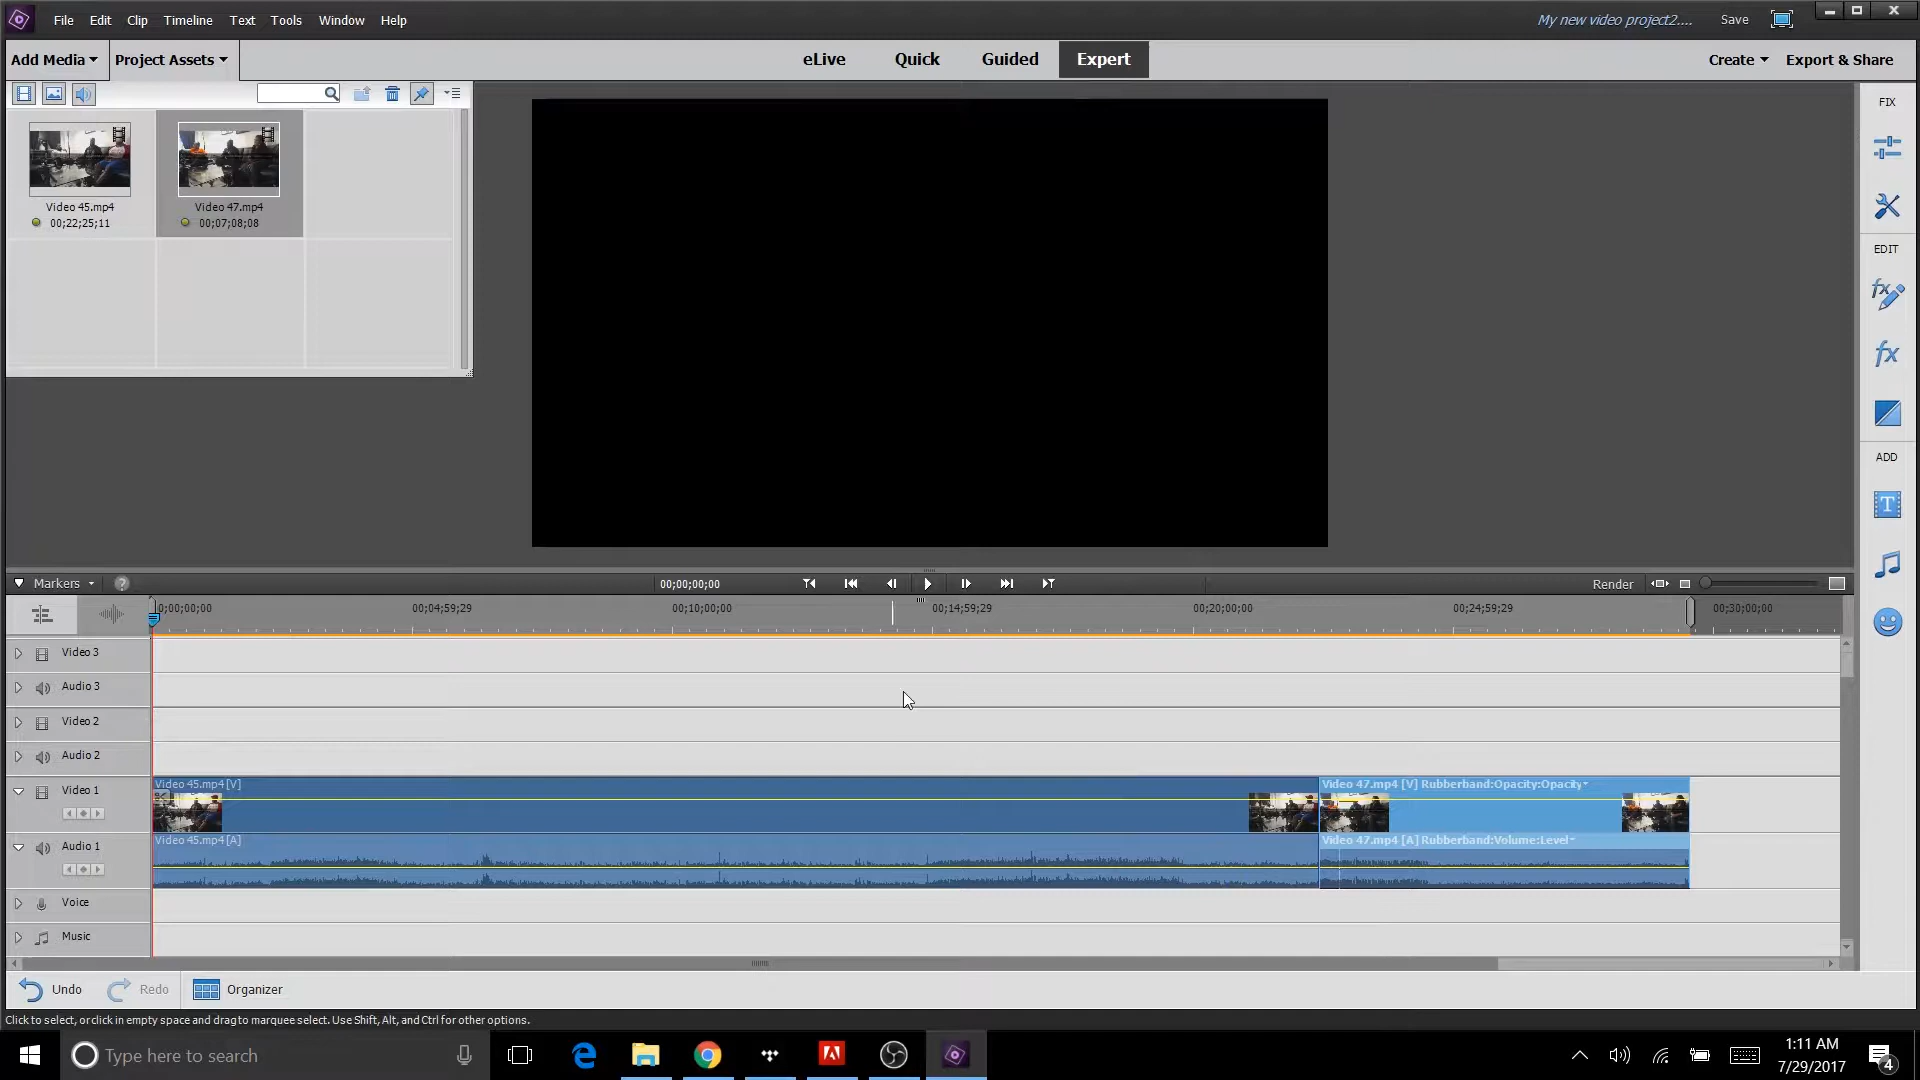 File Edit Clip Timeline Text Tools Window Help
My new video project2.... Save
Add Media Project Assets
eLive Quick Guided Expert
Create Export & Share
FIX
Video 45.mp4 Video 47.mp4
00;22;25;11 00;07;08;08
EDIT
fx
fx
ADD
T
Markers ? 00;00;00;00 Render
0;00;00;00 00;04;59;29 00;10;00;00 00;14;59;29 00;20;00;00 00;24;59;29 00;30;00;00
Video 3
Audio 3
Video 2
Audio 2
Video 1
Video 45.mp4 [V] Video 47.mp4 [V] Rubberband:Opacity:Opacity
Audio 1
Video 45.mp4 [A] Video 47.mp4 [A] Rubberband:Volume:Level
Voice
Music
Undo Redo Organizer
Click to select, or click in empty space and drag to marquee select. Use Shift, Alt, and Ctrl for other options.
Type here to search
1:11 AM
7/29/2017
4